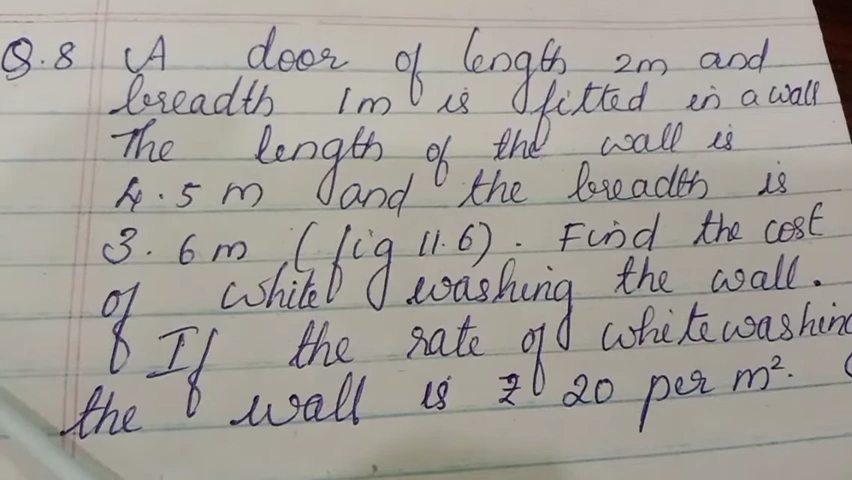 Q.8 A door of length 2m and
breadth 1m is fitted in a wall
The length of the wall is
4.5 m and the breadth is
3.6m (fig 11.6). Find the cost
of white washing the wall.
If the rate of whitewashing
the wall is ₹ 20 per m².